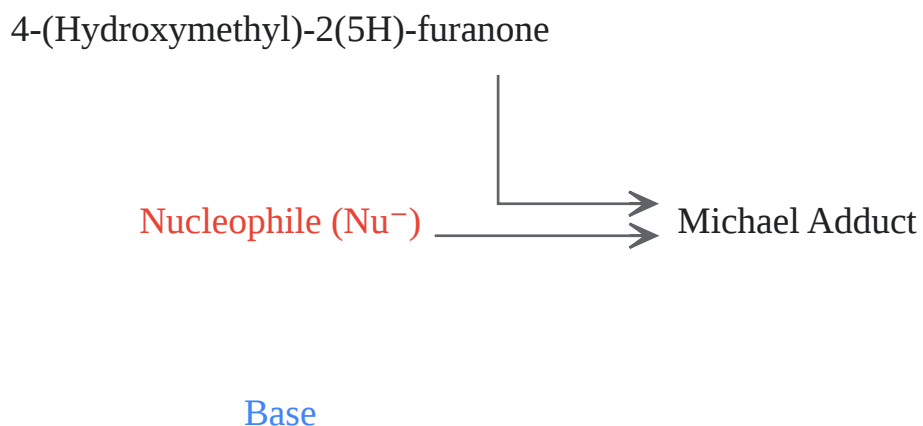 4-(Hydroxymethyl)-2(5H)-furanone
Nucleophile (Nu⁻)
Michael Adduct
Base